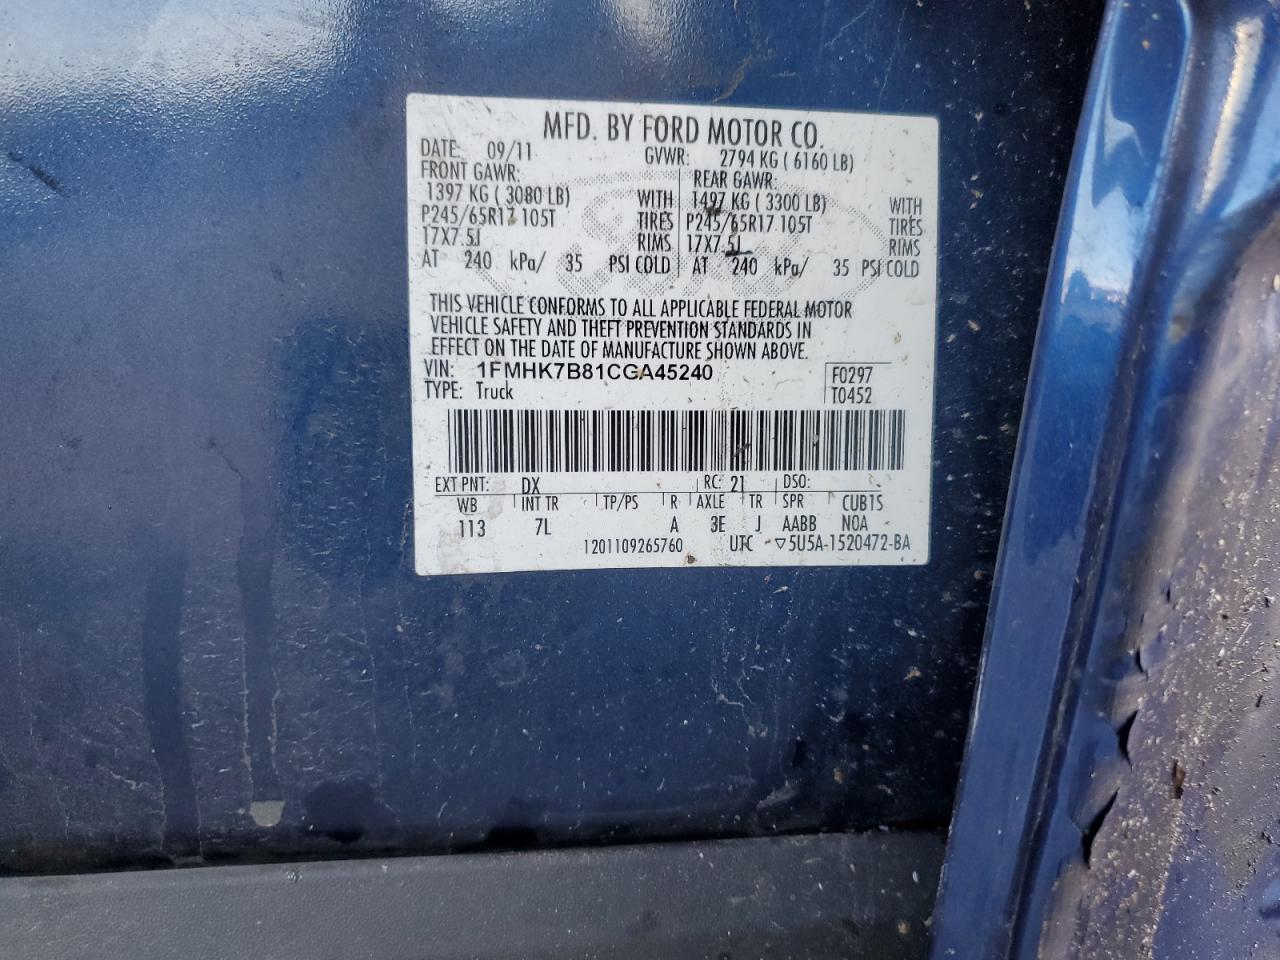 MFD. BY FORD MOTOR CO.
DATE: 09/11 GVWR: 2794 KG ( 6160 LB)
FRONT GAWR: REAR GAWR:
1397 KG ( 3080 LB) WITH 1497 KG ( 3300 LB) WITH
P245/65R17 105T TIRES P245/65R17 105T TIRES
17X7.5J RIMS 17X7.5J RIMS
AT 240 kPa/ 35 PSI COLD AT 240 kPa/ 35 PSI COLD
THIS VEHICLE CONFORMS TO ALL APPLICABLE FEDERAL MOTOR
VEHICLE SAFETY AND THEFT PREVENTION STANDARDS IN
EFFECT ON THE DATE OF MANUFACTURE SHOWN ABOVE.
VIN: 1FMHK7B81CGA45240 F0297
TYPE: Truck T0452
EXT PNT: DX RC: 21 DSO:
WB INT TR TP/PS R AXLE TR SPR CUB1S
113 7L A 3E J AABB N0A
1201109265760 UTC ▽5U5A-1520472-BA